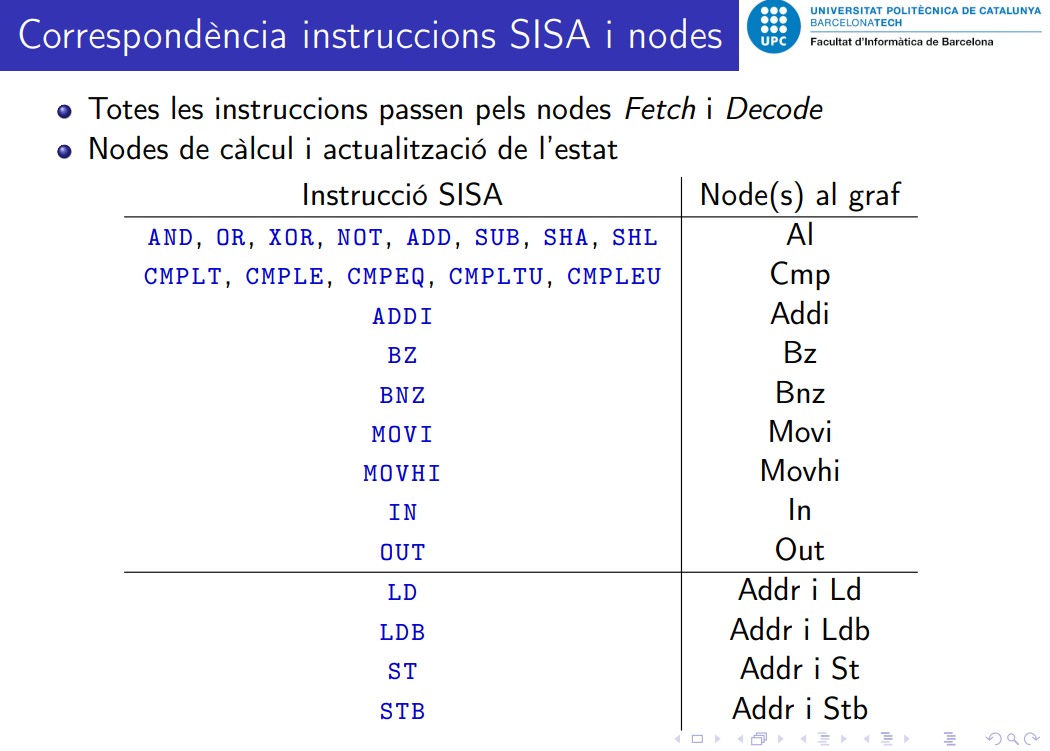 Correspondència instruccions SISA i nodes
UNIVERSITAT POLITÈCNICA DE CATALUNYA
BARCELONATECH
Facultat d'Informàtica de Barcelona
UPC
Totes les instruccions passen pels nodes Fetch i Decode
Nodes de càlcul i actualització de l'estat
Instrucció SISA Node(s) al graf
AND, OR, XOR, NOT, ADD, SUB, SHA, SHL Al
CMPLT, CMPLE, CMPEQ, CMPLTU, CMPLEU Cmp
ADDI Addi
BZ Bz
BNZ Bnz
MOVI Movi
MOVHI Movhi
IN In
OUT Out
LD Addr i Ld
LDB Addr i Ldb
ST Addr i St
STB Addr i Stb